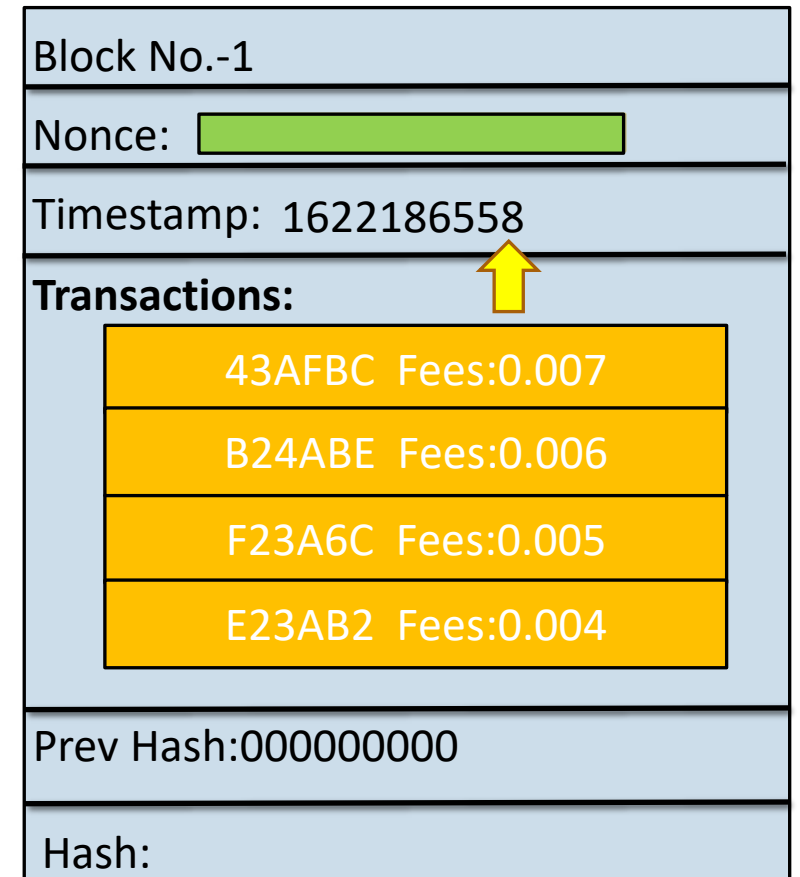 Block No.-1
Nonce:
Timestamp: 1622186558
Transactions:
43AFBC Fees:0.007
B24ABE Fees:0.006
F23A6C Fees:0.005
E23AB2 Fees:0.004
Prev Hash:000000000
Hash: